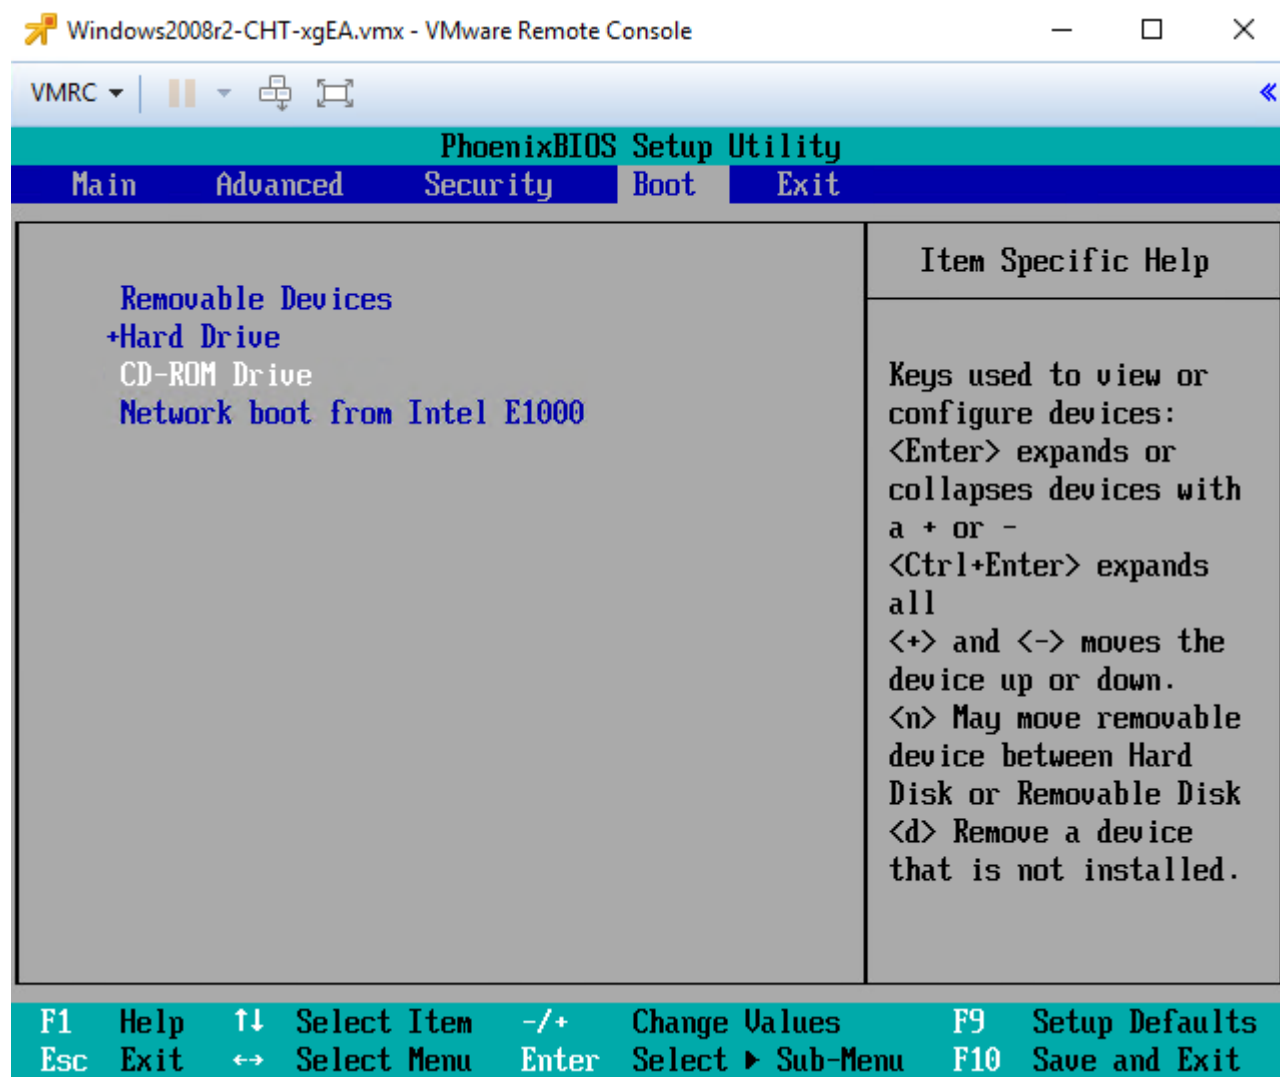 Windows2008r2-CHT-xgEA.vmx - VMware Remote Console
VMRC
PhoenixBIOS Setup Utility
Main Advanced Security Boot Exit
Removable Devices
+Hard Drive
CD-ROM Drive
Network boot from Intel E1000
Item Specific Help
Keys used to view or
configure devices:
<Enter> expands or
collapses devices with
a + or -
<Ctrl+Enter> expands
all
<+> and <-> moves the
device up or down.
<n> May move removable
device between Hard
Disk or Removable Disk
<d> Remove a device
that is not installed.
F1 Help ↑↓ Select Item -/+ Change Values F9 Setup Defaults
Esc Exit ↔ Select Menu Enter Select ▶ Sub-Menu F10 Save and Exit